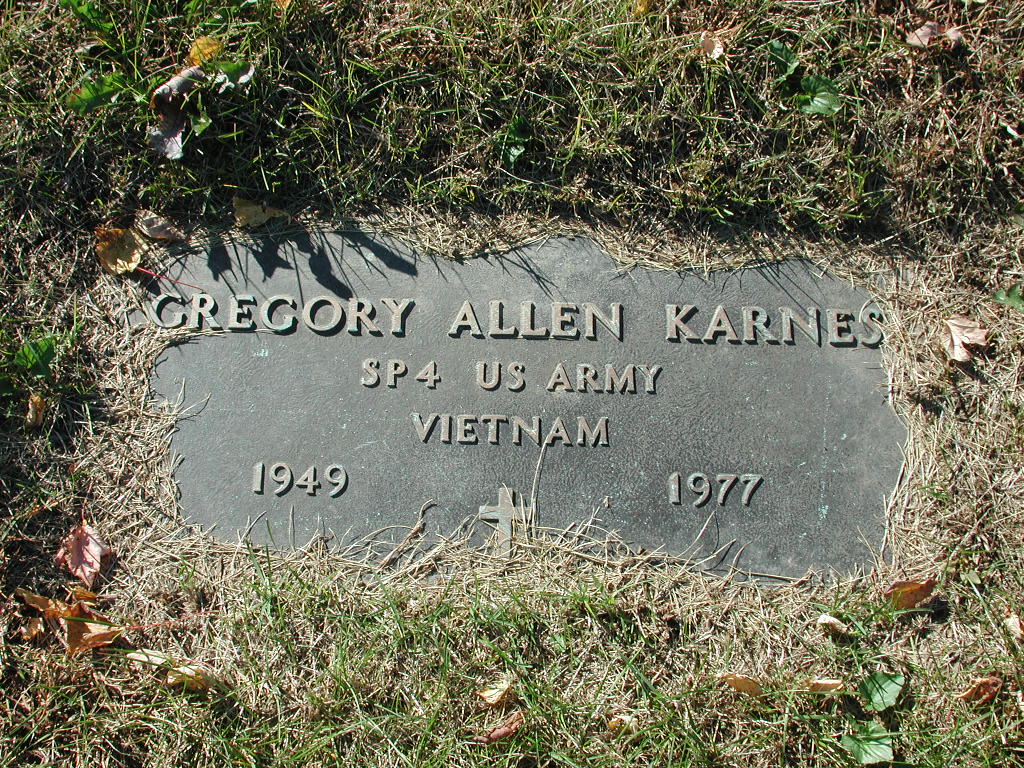 GREGORY ALLEN KARNES
SP4 US ARMY
VIETNAM
1949 1977